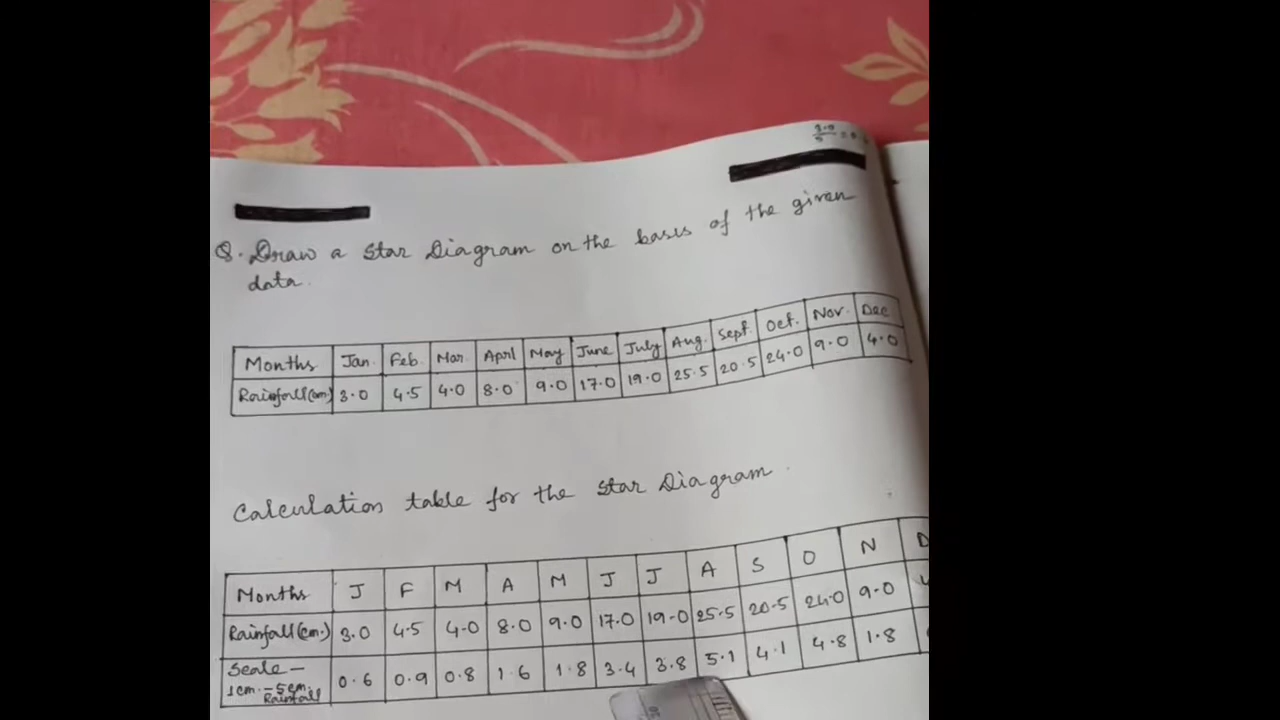 3.0/5 =
Q. Draw a Star Diagram on the bases of the given
data.
Months Jan. Feb. Mar. April May June July Aug. Sept. Oct. Nov. Dec
Rainfall(cm) 3.0 4.5 4.0 8.0 9.0 17.0 19.0 25.5 20.5 24.0 9.0 4.0
Calculation table for the Star Diagram.
Months J F M A M J J A S O N D
Rainfall(cm.) 3.0 4.5 4.0 8.0 9.0 17.0 19.0 25.5 20.5 24.0 9.0
Scale - 0.6 0.9 0.8 1.6 1.8 3.4 3.8 5.1 4.1 4.8 1.8
1cm. - 5cm.
Rainfall